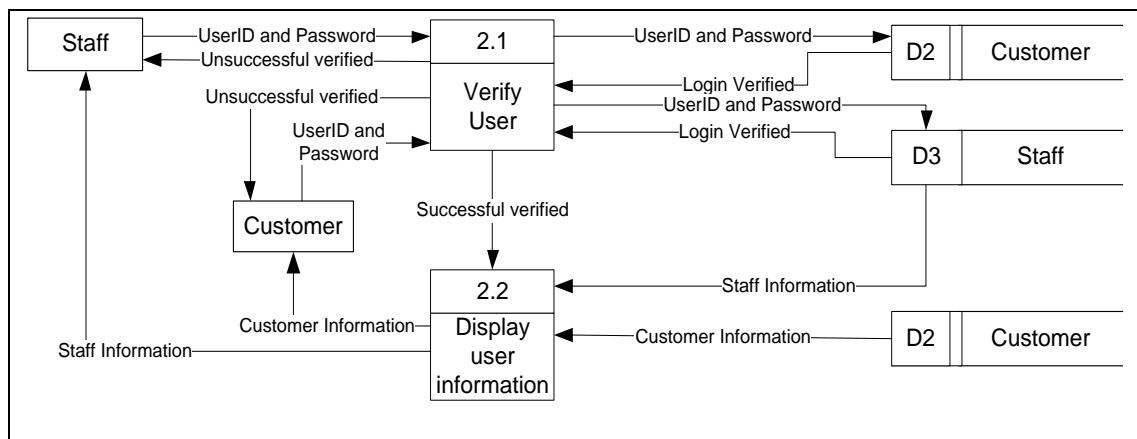 Staff
UserID and Password
2.1
UserID and Password
D2
Customer
Unsuccessful verified
Login Verified
Unsuccessful verified
Verify
User
UserID and Password
UserID and
Password
Login Verified
D3
Staff
Customer
Successful verified
2.2
Staff Information
Customer Information
Display
user
information
Customer Information
D2
Customer
Staff Information